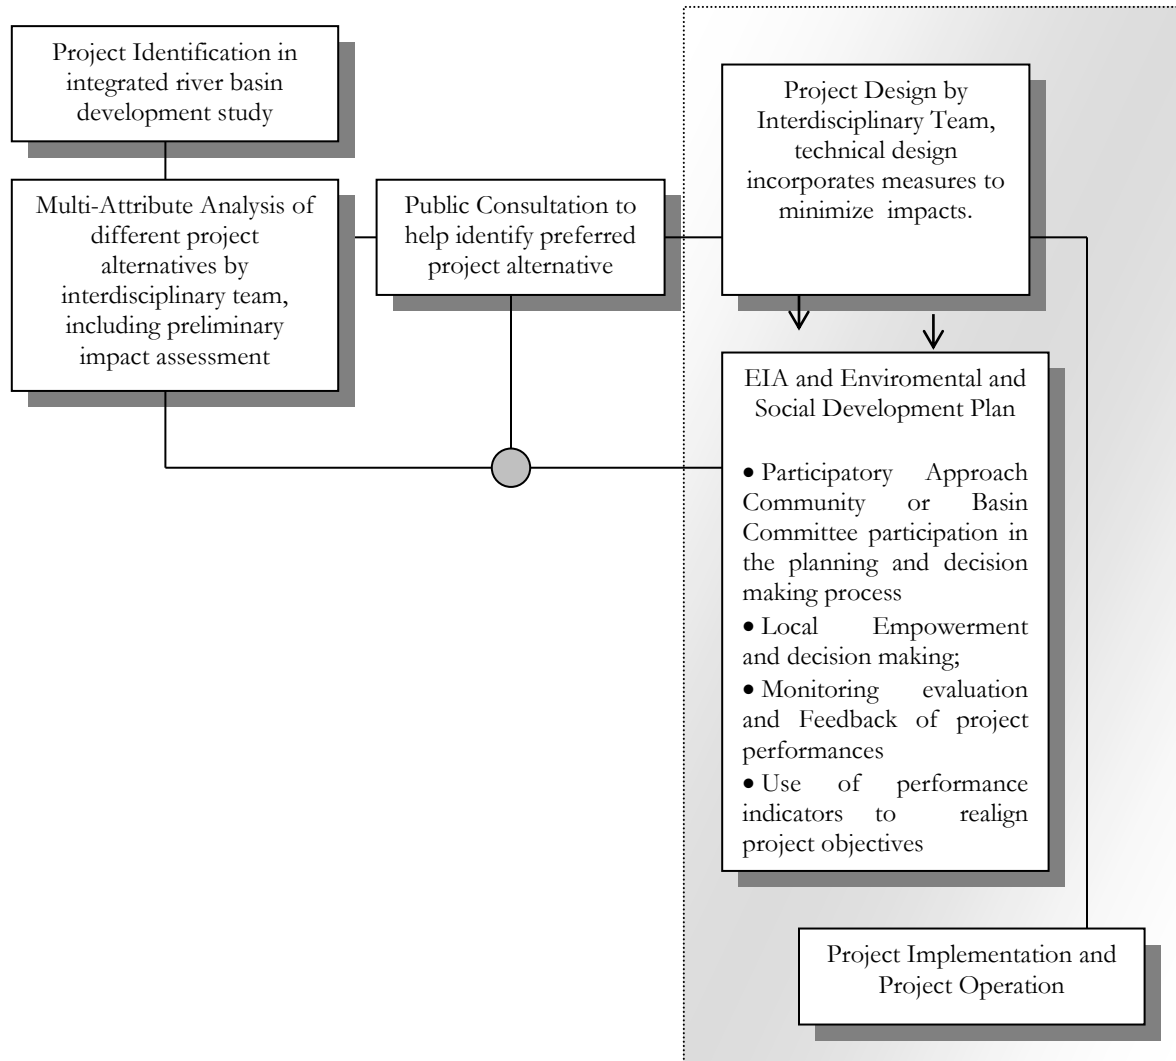 Project Identification in
integrated river basin
development study
Multi-Attribute Analysis of
different project
alternatives by
interdisciplinary team,
including preliminary
impact assessment
Public Consultation to
help identify preferred
project alternative
Project Design by
Interdisciplinary Team,
technical design
incorporates measures to
minimize impacts.
EIA and Enviromental and
Social Development Plan
• Participatory Approach
Community or Basin
Committee participation in
the planning and decision
making process
• Local Empowerment
and decision making;
• Monitoring evaluation
and Feedback of project
performances
• Use of performance
indicators to realign
project objectives
Project Implementation and
Project Operation